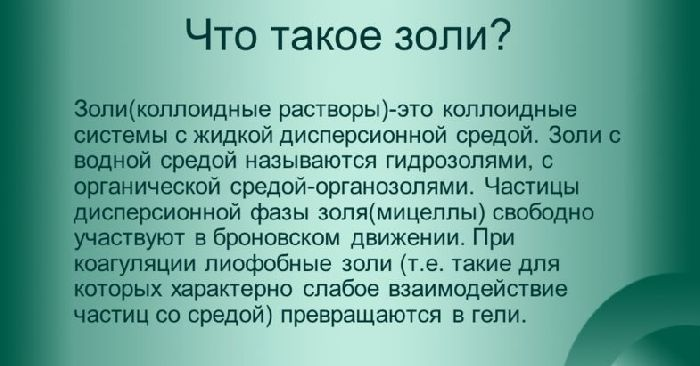 Что такое золи?
Золи(коллоидные растворы)-это коллоидные
системы с жидкой дисперсионной средой. Золи с
водной средой называются гидрозолями, с
органической средой-органозолями. Частицы
дисперсионной фазы золя(мицеллы) свободно
участвуют в броновском движении. При
коагуляции лиофобные золи (т.е. такие для
которых характерно слабое взаимодействие
частиц со средой) превращаются в гели.